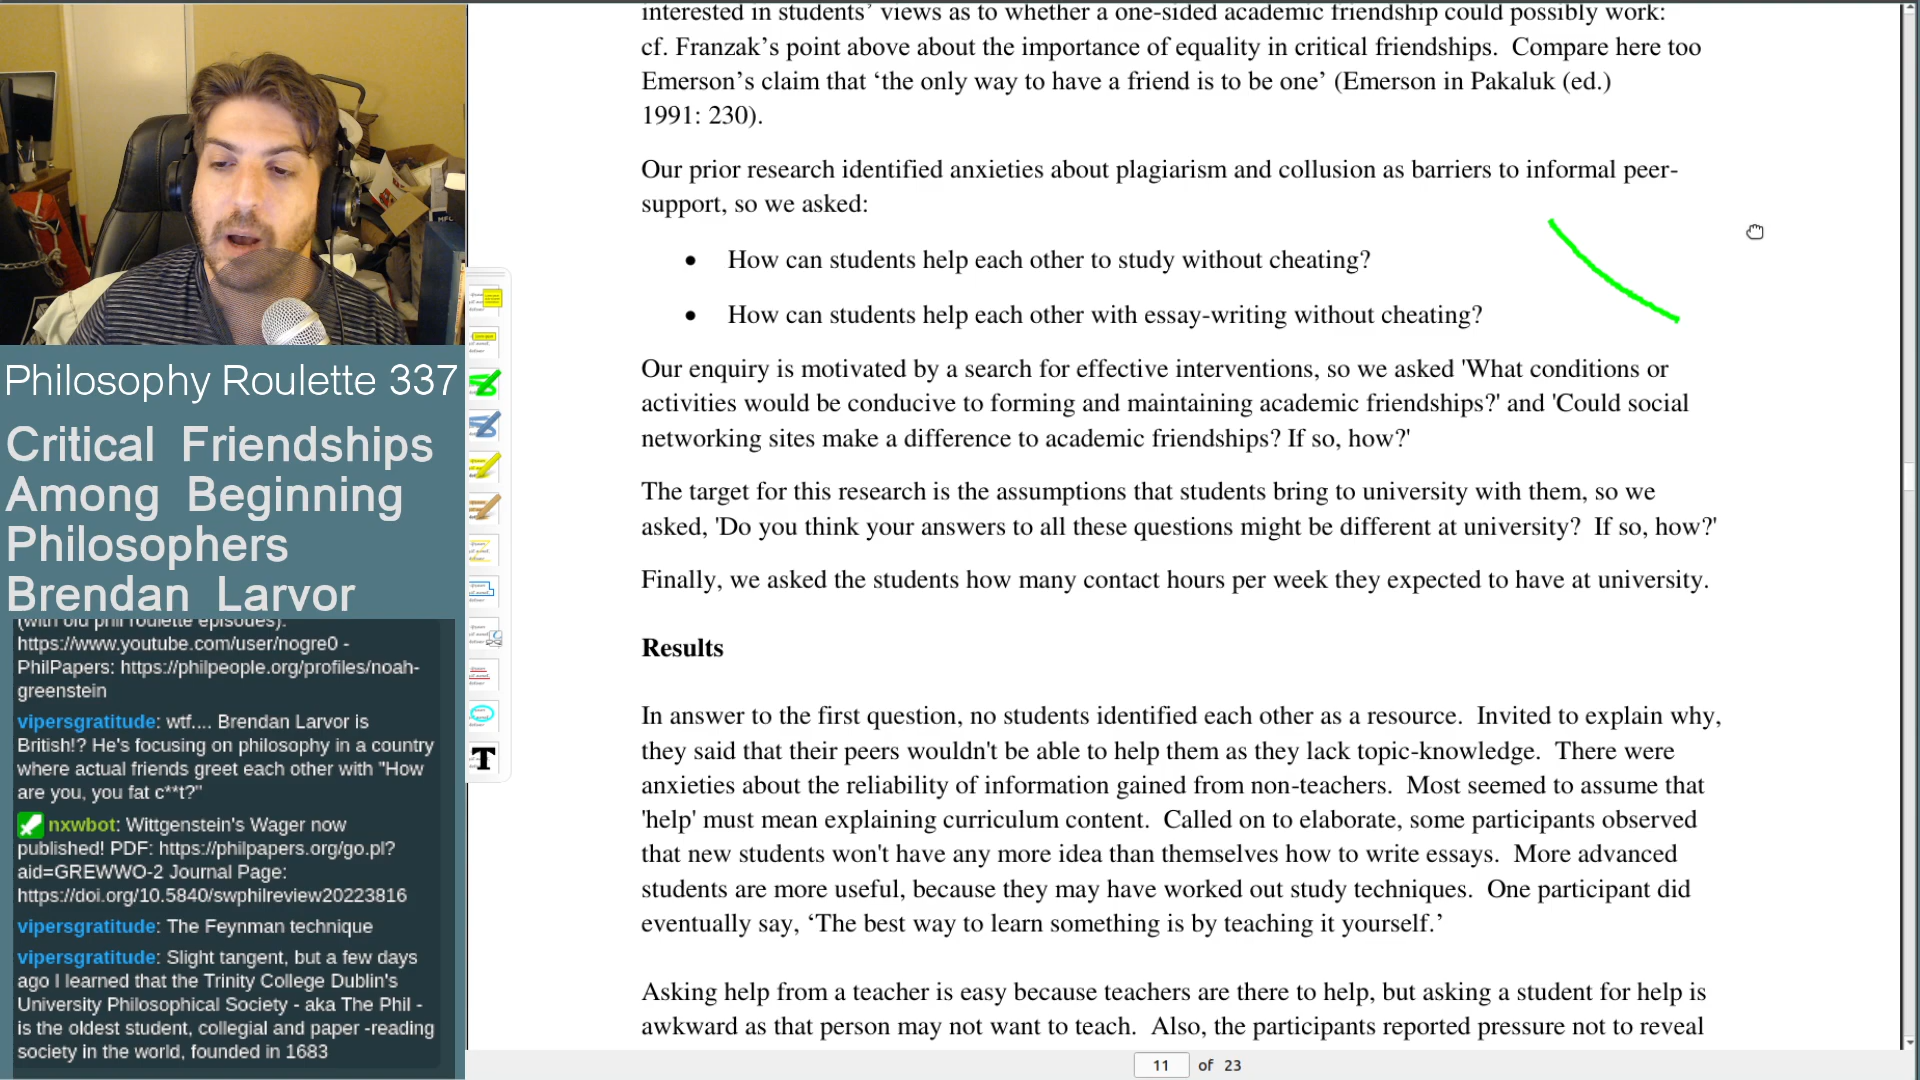 interested in students’ views as to whether a one-sided academic friendship could possibly work:
cf. Franzak’s point above about the importance of equality in critical friendships.  Compare here too
Emerson’s claim that ‘the only way to have a friend is to be one’ (Emerson in Pakaluk (ed.)
1991: 230).
Our prior research identified anxieties about plagiarism and collusion as barriers to informal peer-
support, so we asked:
• How can students help each other to study without cheating?
• How can students help each other with essay-writing without cheating?
Our enquiry is motivated by a search for effective interventions, so we asked 'What conditions or
activities would be conducive to forming and maintaining academic friendships?' and 'Could social
networking sites make a difference to academic friendships? If so, how?'
The target for this research is the assumptions that students bring to university with them, so we
asked, 'Do you think your answers to all these questions might be different at university?  If so, how?'
Finally, we asked the students how many contact hours per week they expected to have at university.
Results
In answer to the first question, no students identified each other as a resource.  Invited to explain why,
they said that their peers wouldn't be able to help them as they lack topic-knowledge.  There were
anxieties about the reliability of information gained from non-teachers.  Most seemed to assume that
'help' must mean explaining curriculum content.  Called on to elaborate, some participants observed
that new students won't have any more idea than themselves how to write essays.  More advanced
students are more useful, because they may have worked out study techniques.  One participant did
eventually say, ‘The best way to learn something is by teaching it yourself.’
Asking help from a teacher is easy because teachers are there to help, but asking a student for help is
awkward as that person may not want to teach.  Also, the participants reported pressure not to reveal
11 of 23
T
Philosophy Roulette 337
Critical Friendships
Among Beginning
Philosophers
Brendan Larvor
(with old phil roulette episodes):
https://www.youtube.com/user/nogre0 -
PhilPapers: https://philpeople.org/profiles/noah-
greenstein
vipersgratitude: wtf.... Brendan Larvor is
British!? He's focusing on philosophy in a country
where actual friends greet each other with "How
are you, you fat c**t?"
nxwbot: Wittgenstein's Wager now
published! PDF: https://philpapers.org/go.pl?
aid=GREWWO-2 Journal Page:
https://doi.org/10.5840/swphilreview20223816
vipersgratitude: The Feynman technique
vipersgratitude: Slight tangent, but a few days
ago I learned that the Trinity College Dublin's
University Philosophical Society - aka The Phil -
is the oldest student, collegial and paper -reading
society in the world, founded in 1683